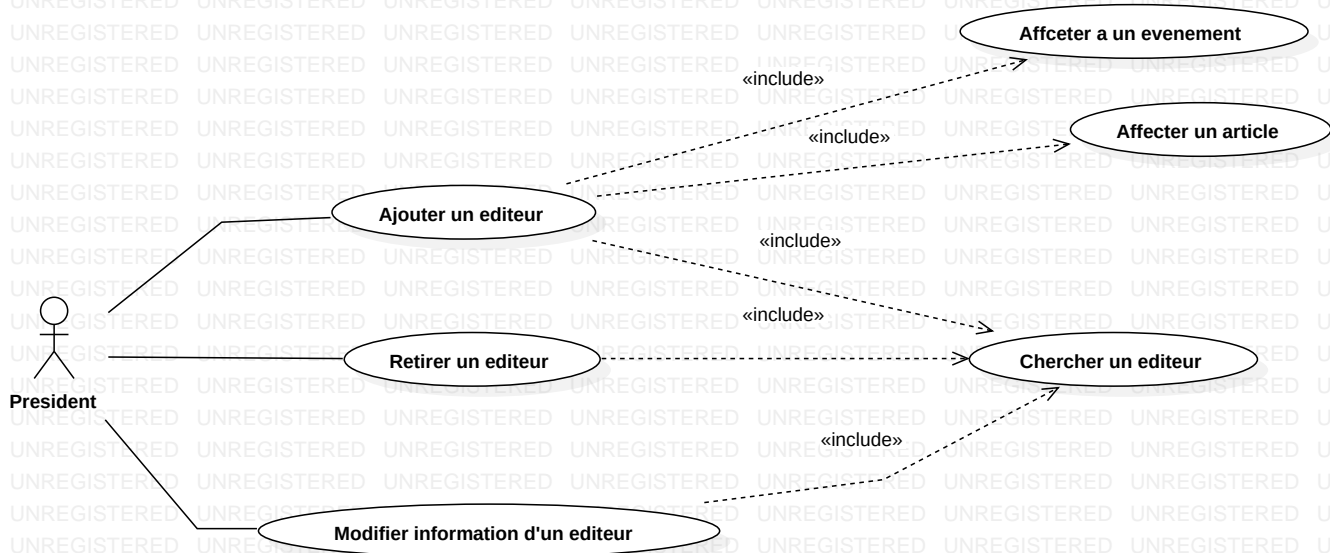 Affceter a un evenement
«include»
Affecter un article
«include»
Ajouter un editeur
«include»
«include»
Retirer un editeur
Chercher un editeur
President
«include»
Modifier information d'un editeur
UNREGISTERED